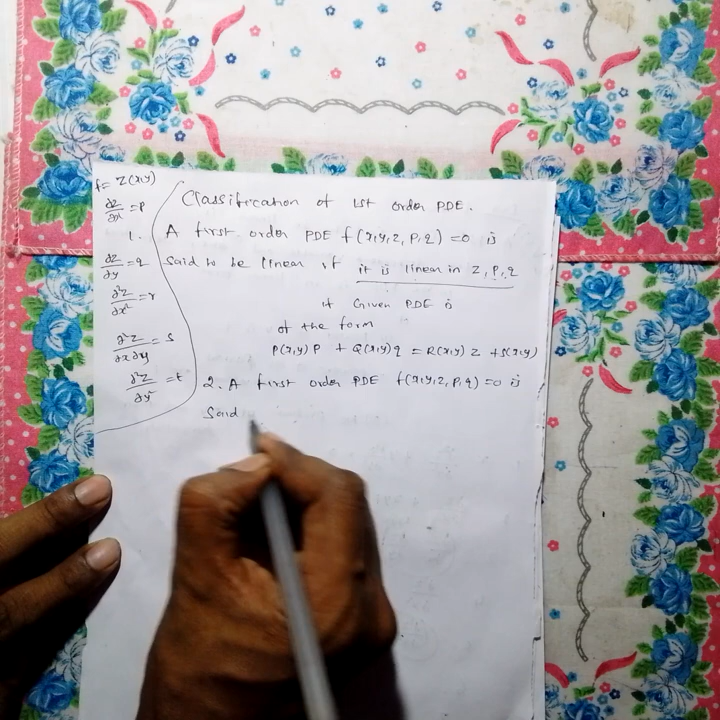 f = Z(x,y)
∂z/∂x = p
∂z/∂y = q
∂²z/∂x² = r
∂²z/∂x∂y = s
∂²z/∂y² = t
Classification of 1st order PDE.
1. A first order PDE f(x,y,z,p,q) = 0 is
said to be linear if it is linear in z, p, q
if Given PDE is
of the form
P(x,y)p + Q(x,y)q = R(x,y) z + S(x,y)
2. A first order PDE f(x,y,z,p,q) = 0 is
Said